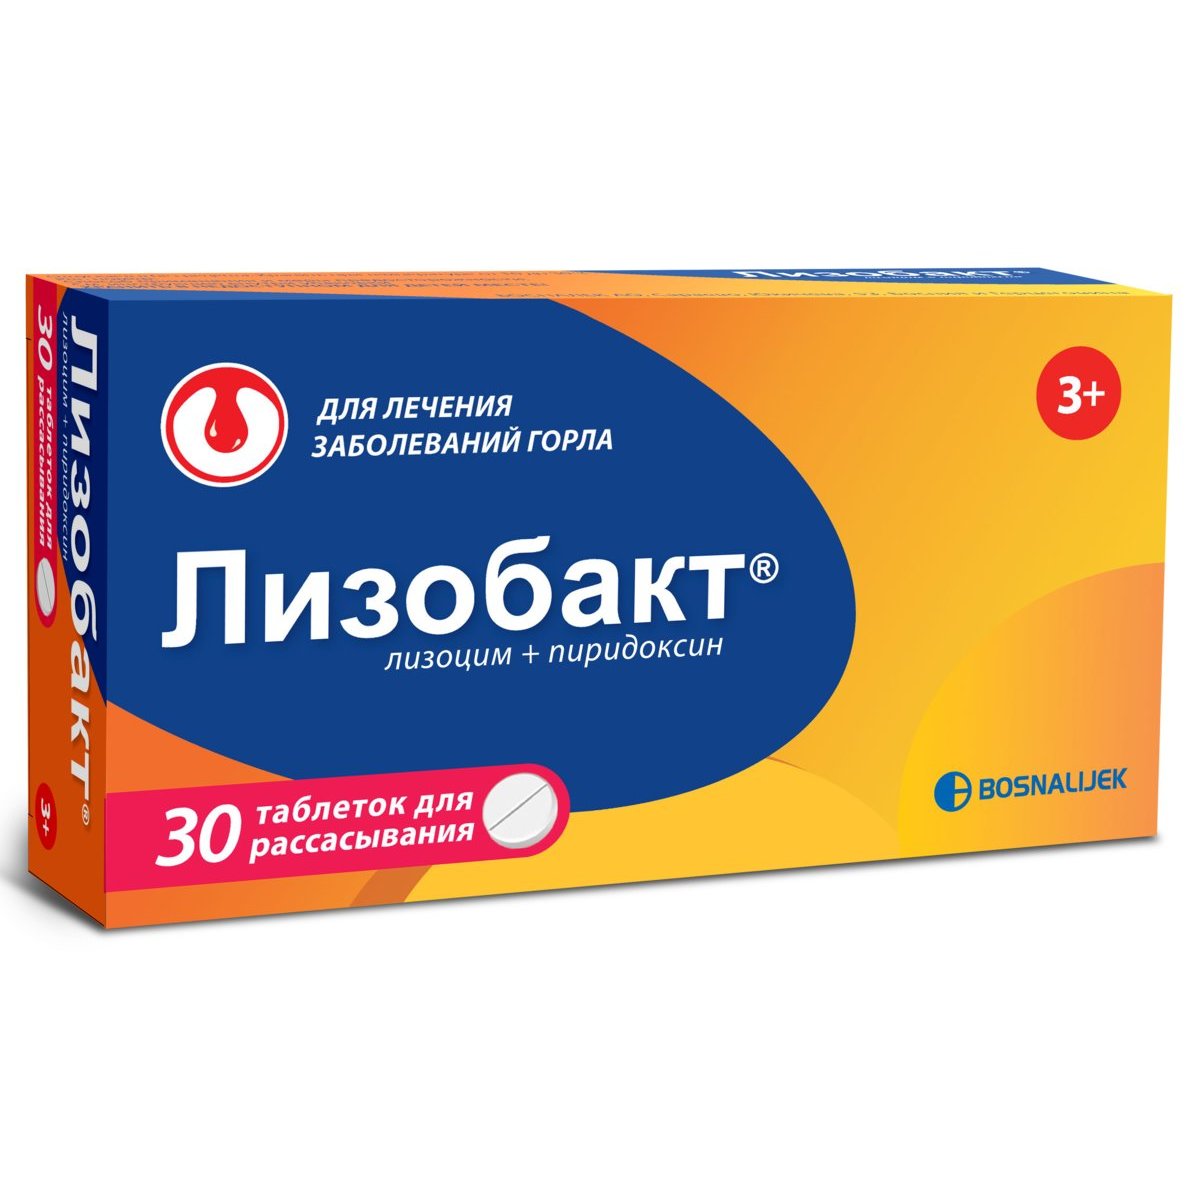 Лизобакт®
3+
ДЛЯ ЛЕЧЕНИЯ
ЗАБОЛЕВАНИЙ ГОРЛА
Лизобакт®
лизоцим + пиридоксин
30 таблеток для
рассасывания
BOSNALIJEK
Лизобакт®
лизоцим + пиридоксин
30 таблеток для
рассасывания
3+